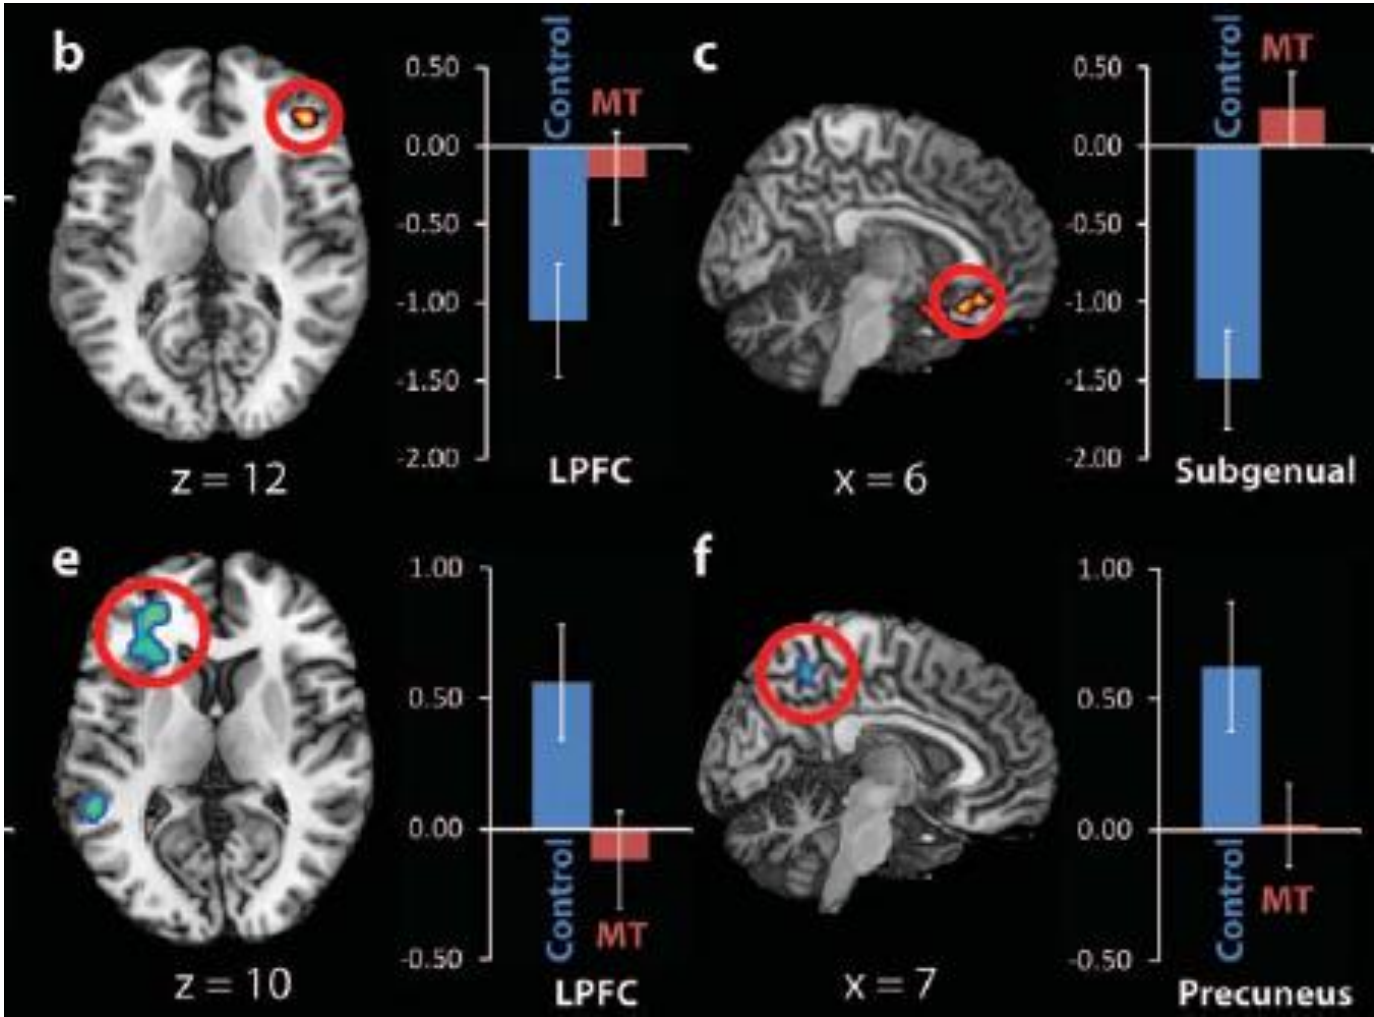 b
0.50
0.00
-0.50
-1.00
-1.50
-2.00
Control
MT
LPFC
z = 12
c
0.50
0.00
-0.50
-1.00
-1.50
-2.00
Control
MT
Subgenual
x = 6
e
1.00
0.50
0.00
-0.50
Control
MT
LPFC
z = 10
f
1.00
0.50
0.00
-0.50
Control
MT
Precuneus
x = 7